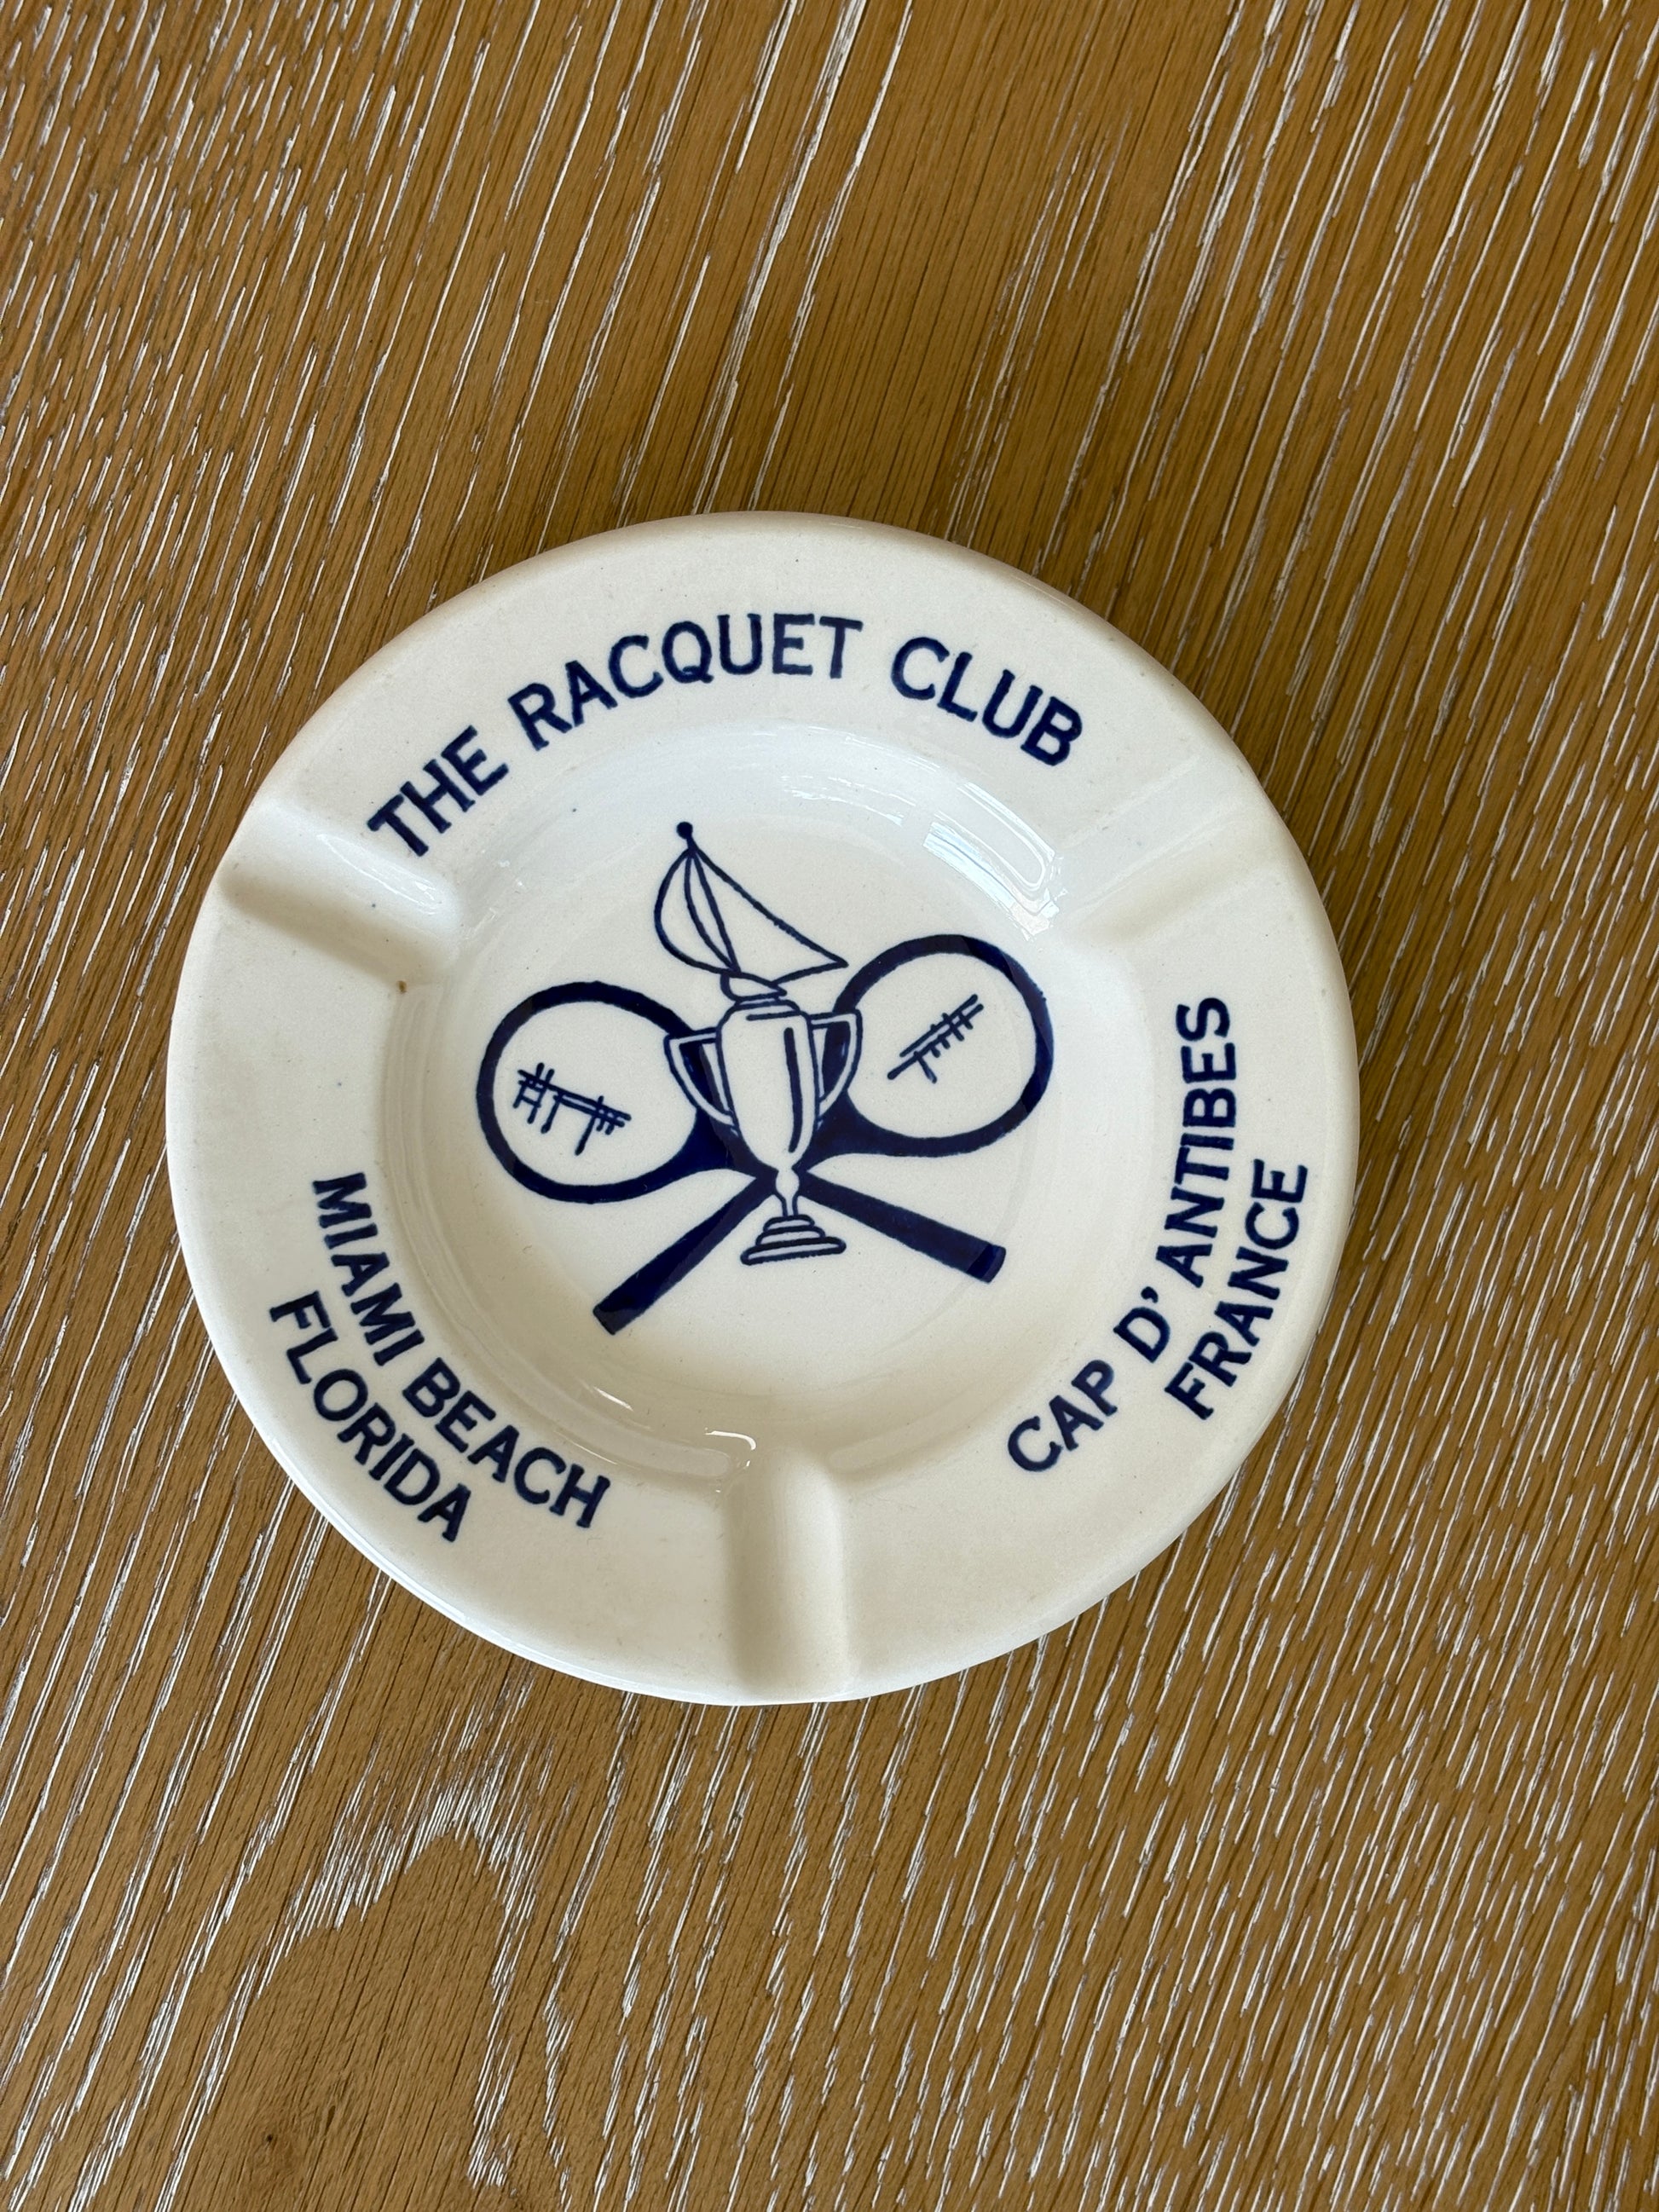 THE RACQUET CLUB
MIAMI BEACH
FLORIDA
CAP D' ANTIBES
FRANCE